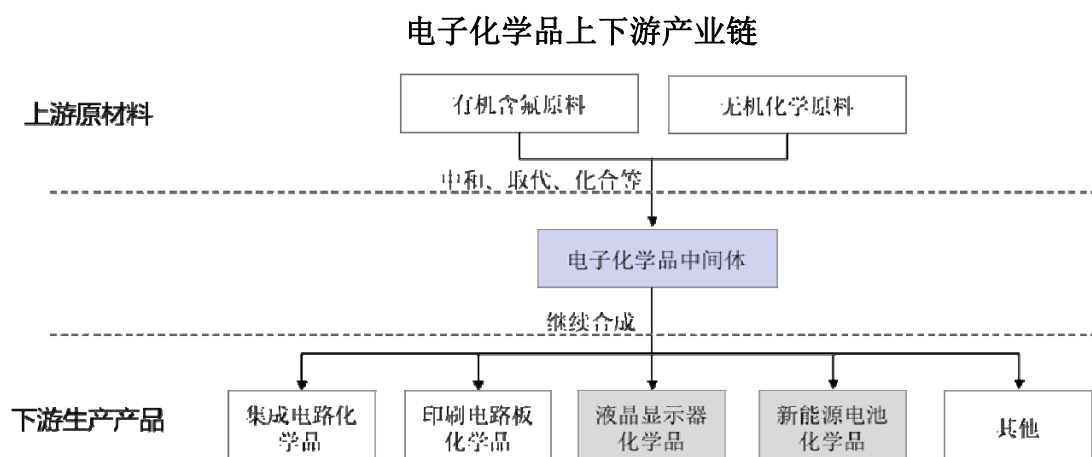 电子化学品上下游产业链
上游原材料
有机含氟原料
无机化学原料
中和、取代、化合等
电子化学品中间体
继续合成
下游生产产品
集成电路化
学品
印刷电路板
化学品
液晶显示器
化学品
新能源电池
化学品
其他